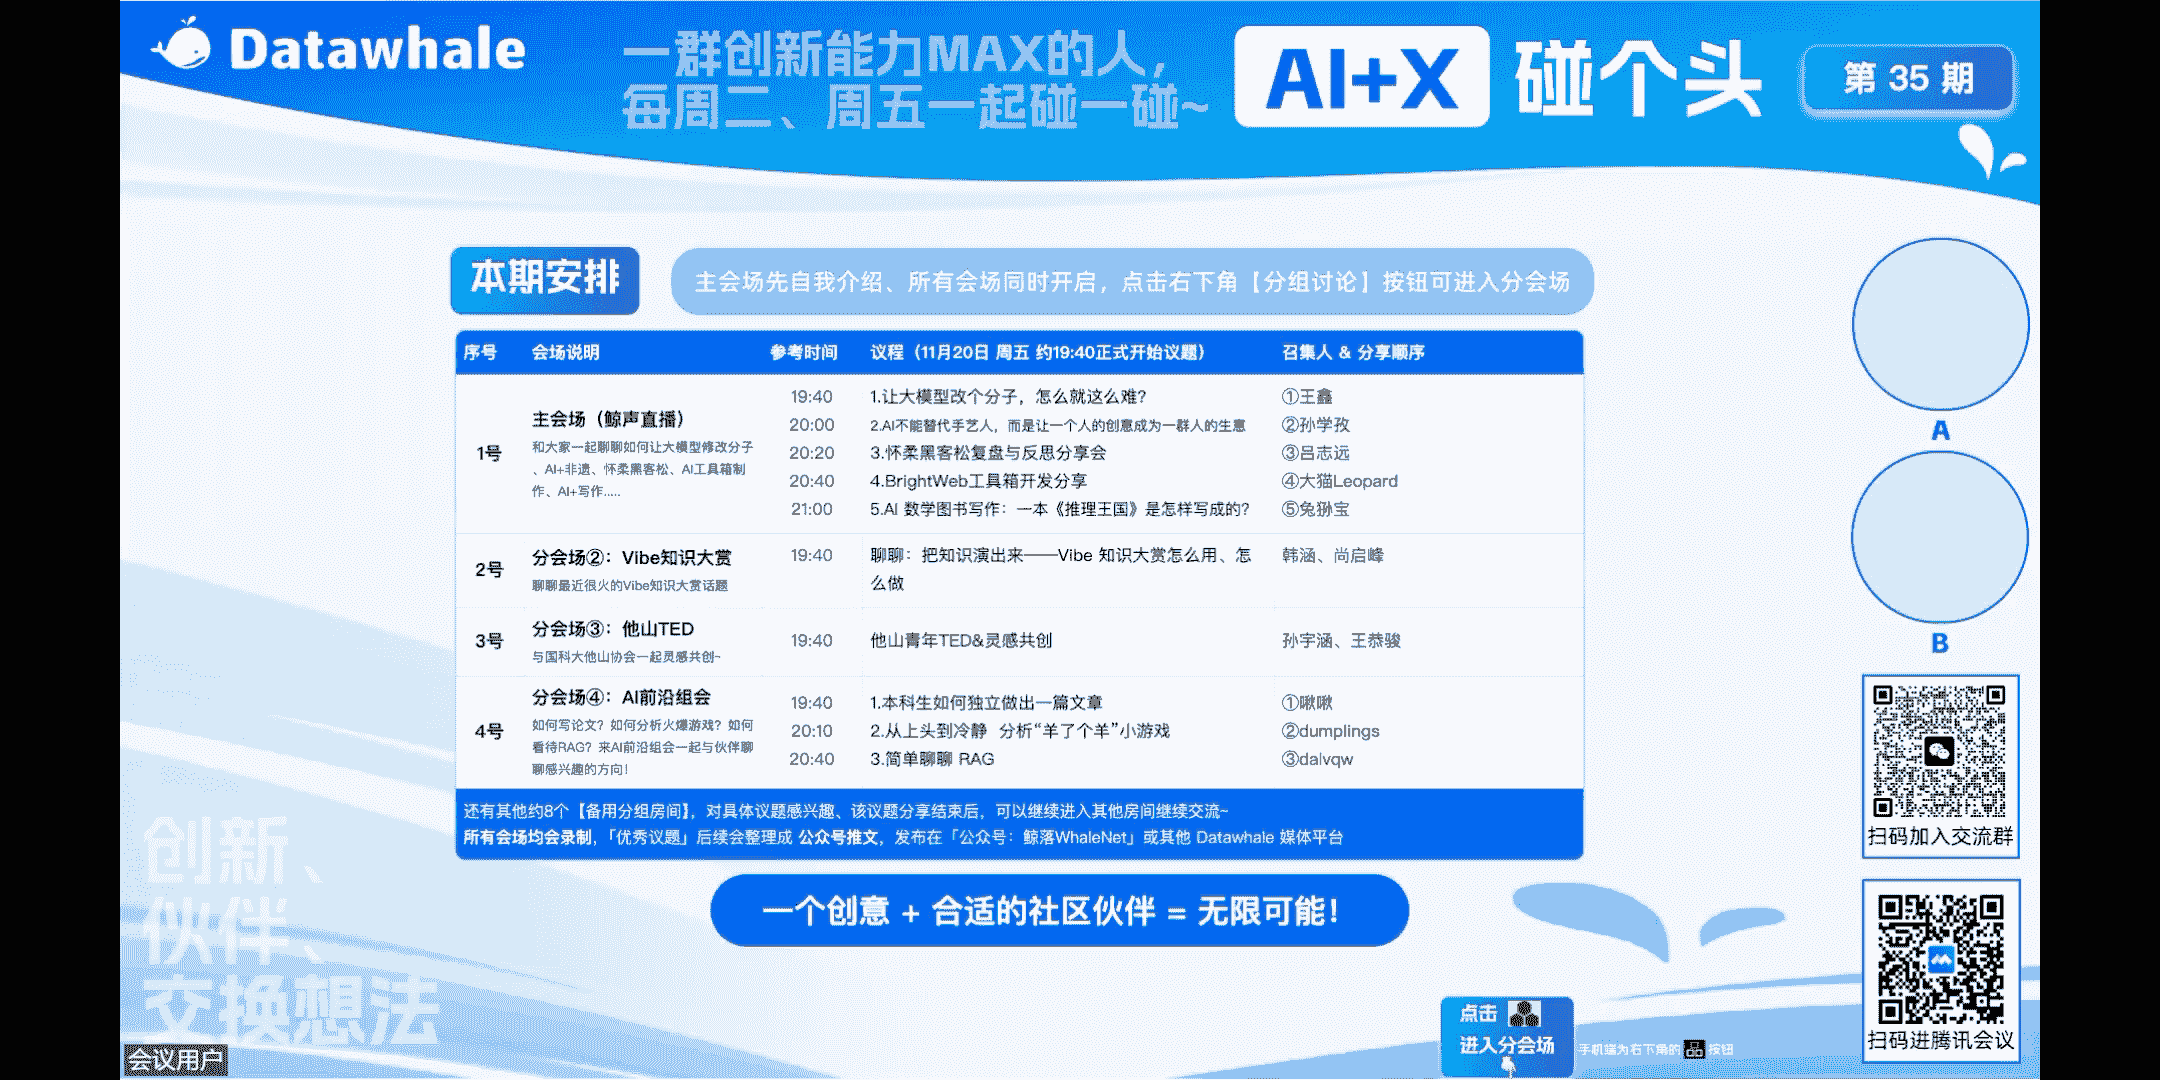 Datawhale
一群创新能力MAX的人，
每周二、周五一起碰一碰~
AI+X 碰个头
第 35 期
本期安排
主会场先自我介绍、所有会场同时开启，点击右下角【分组讨论】按钮可进入分会场
序号 会场说明 参考时间 议程（11月20日 周五 约19:40正式开始议题） 召集人 & 分享顺序
1号
主会场（鲸声直播）
和大家一起聊聊如何让大模型修改分子
、AI+非遗、怀柔黑客松、AI工具箱制
作、AI+写作.....
19:40 1.让大模型改个分子，怎么就这么难？ ①王鑫
20:00 2.AI不能替代手艺人，而是让一个人的创意成为一群人的生意 ②孙学孜
20:20 3.怀柔黑客松复盘与反思分享会 ③吕志远
20:40 4.BrightWeb工具箱开发分享 ④大猫Leopard
21:00 5.AI 数学图书写作：一本《推理王国》是怎样写成的？ ⑤兔狲宝
2号
分会场②：Vibe知识大赏
聊聊最近很火的Vibe知识大赏话题
19:40 聊聊：把知识演出来——Vibe 知识大赏怎么用、怎 韩涵、尚启峰
么做
3号
分会场③：他山TED
与国科大他山协会一起灵感共创~
19:40 他山青年TED&灵感共创 孙宇涵、王恭骏
4号
分会场④：AI前沿组会
如何写论文？如何分析火爆游戏？如何
看待RAG？来AI前沿组会一起与伙伴聊
聊感兴趣的方向！
19:40 1.本科生如何独立做出一篇文章 ①啾啾
20:10 2.从上头到冷静 分析“羊了个羊”小游戏 ②dumplings
20:40 3.简单聊聊 RAG ③dalvqw
还有其他约8个【备用分组房间】，对具体议题感兴趣、该议题分享结束后，可以继续进入其他房间继续交流~
所有会场均会录制，「优秀议题」后续会整理成 公众号推文，发布在「公众号：鲸落WhaleNet」或其他 Datawhale 媒体平台
一个创意 + 合适的社区伙伴 = 无限可能！
A
B
扫码加入交流群
扫码进腾讯会议
创新、
伙伴、
交换想法
会议用户
点击
进入分会场
手机端为右下角的 按钮